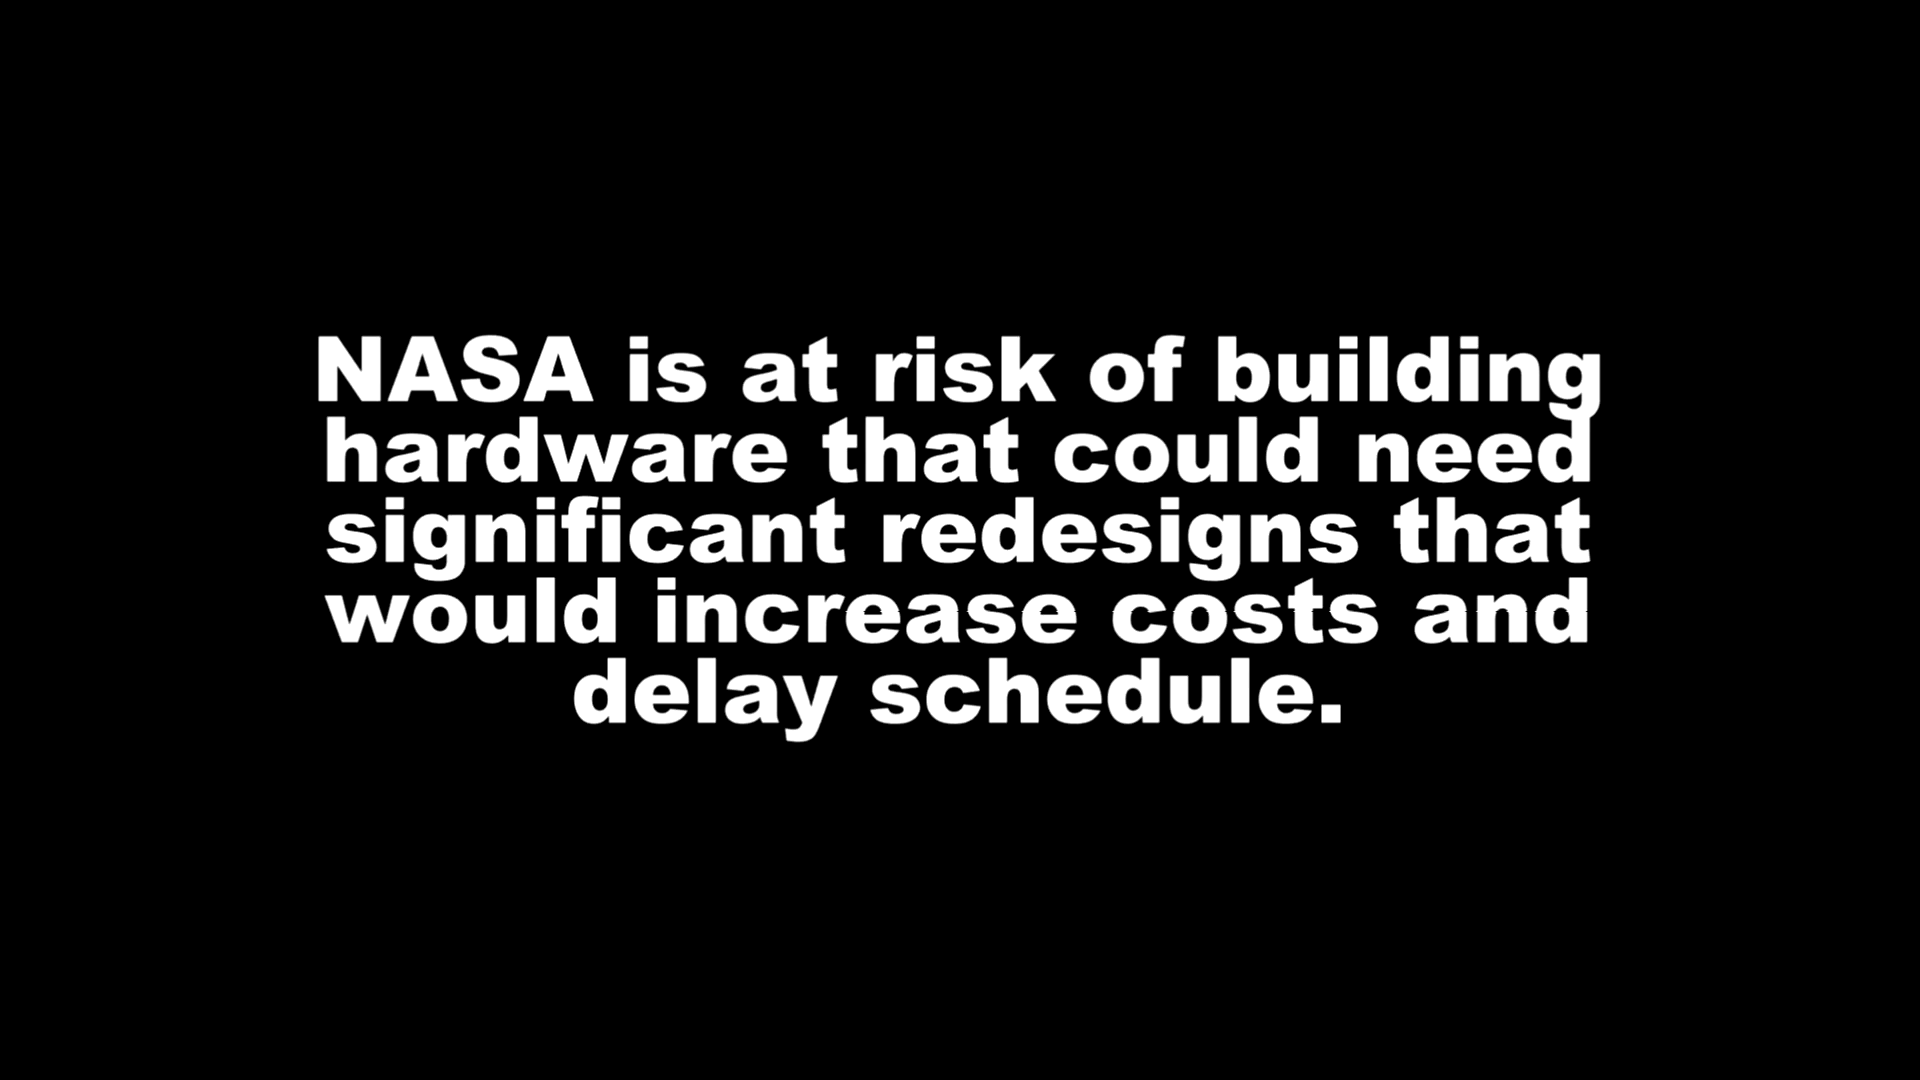 NASA is at risk of building
hardware that could need
significant redesigns that
would increase costs and
delay schedule.